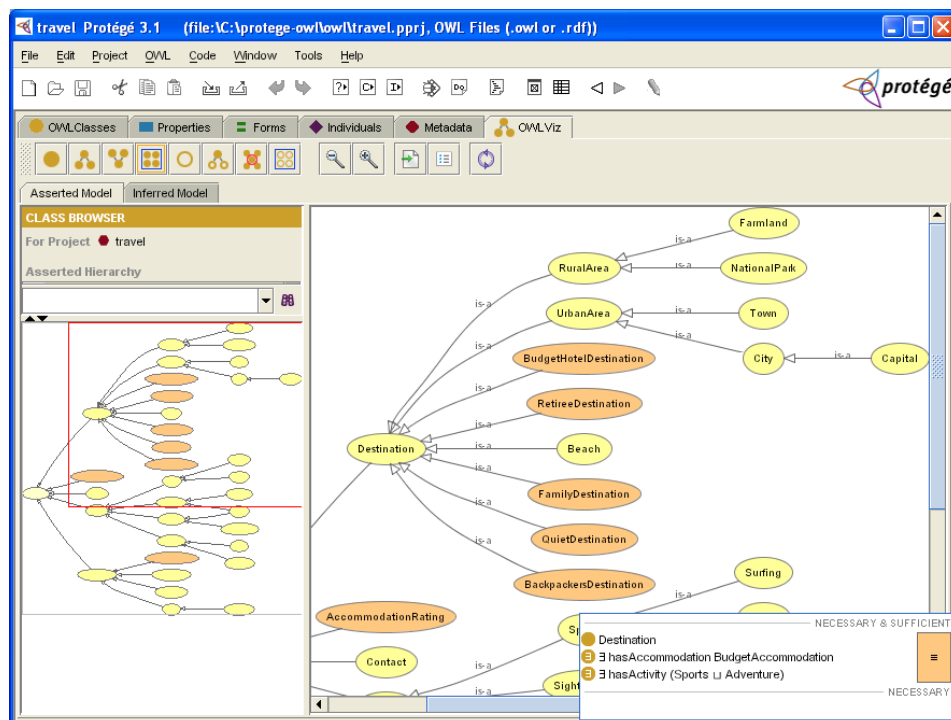 travel Protégé 3.1 (file:\C:\protege-owl\owl\travel.pprj, OWL Files (.owl or .rdf))
File Edit Project OWL Code Window Tools Help
protégé
OWLClasses Properties Forms Individuals Metadata OWLViz
Asserted Model Inferred Model
CLASS BROWSER
For Project travel
Asserted Hierarchy
Farmland
is-a
RuralArea is-a NationalPark
is-a
UrbanArea is-a Town
BudgetHotelDestination is-a City is-a Capital
is-a
is-a RetireeDestination
is-a
Destination is-a Beach
is-a
FamilyDestination
is-a
QuietDestination
is-a
BackpackersDestination Surfing
is-a
AccommodationRating
Contact is-a
Sight
NECESSARY & SUFFICIENT
Destination
∃ hasAccommodation BudgetAccommodation
∃ hasActivity (Sports ⊔ Adventure)
≡
NECESSARY